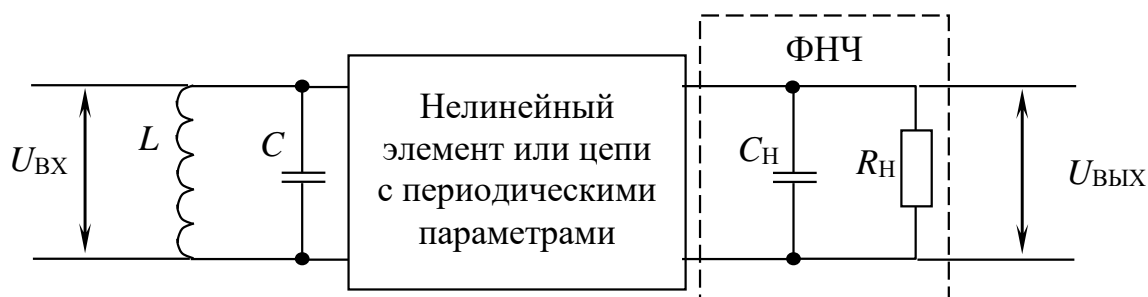 ФНЧ
Нелинейный
элемент или цепи
с периодическими
параметрами
UВХ
L
C
CН
RН
UВЫХ